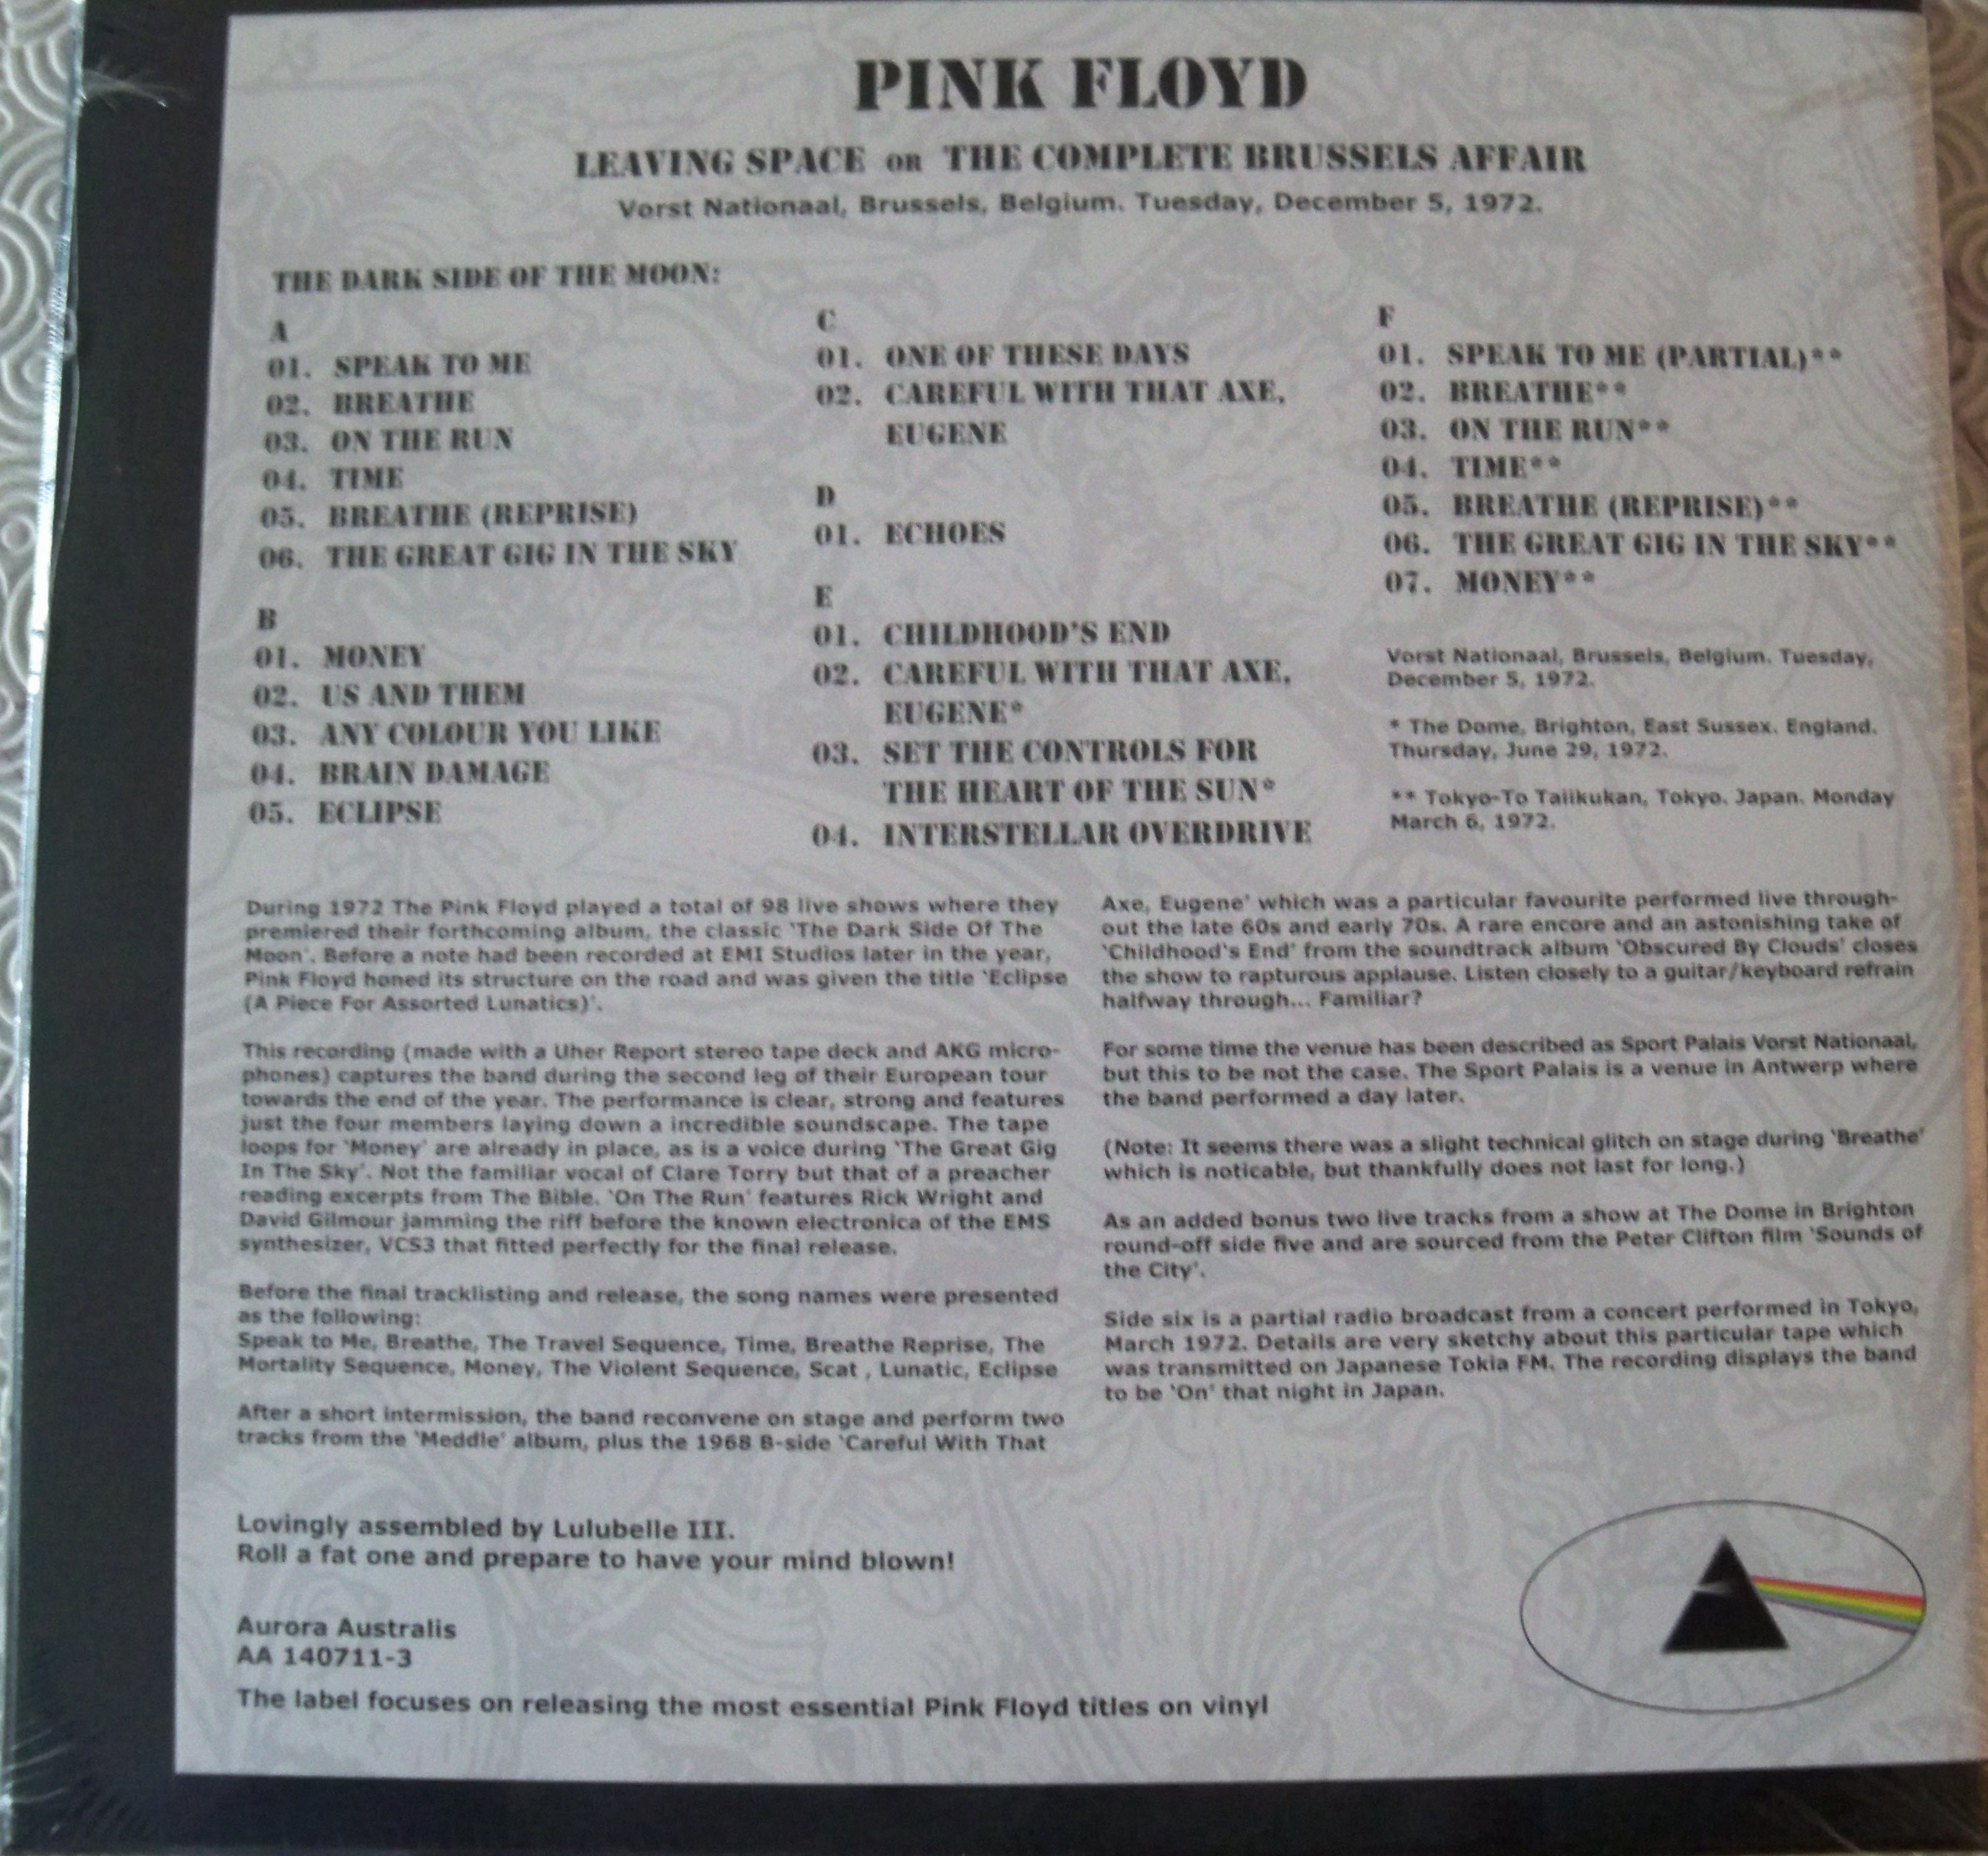 PINK FLOYD
LEAVING SPACE OR THE COMPLETE BRUSSELS AFFAIR
Vorst Nationaal, Brussels, Belgium. Tuesday, December 5, 1972.
THE DARK SIDE OF THE MOON:
A
01. SPEAK TO ME
02. BREATHE
03. ON THE RUN
04. TIME
05. BREATHE (REPRISE)
06. THE GREAT GIG IN THE SKY
B
01. MONEY
02. US AND THEM
03. ANY COLOUR YOU LIKE
04. BRAIN DAMAGE
05. ECLIPSE
C
01. ONE OF THESE DAYS
02. CAREFUL WITH THAT AXE,
EUGENE
D
01. ECHOES
E
01. CHILDHOOD'S END
02. CAREFUL WITH THAT AXE,
EUGENE*
03. SET THE CONTROLS FOR
THE HEART OF THE SUN*
04. INTERSTELLAR OVERDRIVE
F
01. SPEAK TO ME (PARTIAL)**
02. BREATHE**
03. ON THE RUN**
04. TIME**
05. BREATHE (REPRISE)**
06. THE GREAT GIG IN THE SKY**
07. MONEY**
Vorst Nationaal, Brussels, Belgium. Tuesday,
December 5, 1972.
* The Dome, Brighton, East Sussex. England.
Thursday, June 29, 1972.
** Tokyo-To Taiikukan, Tokyo. Japan. Monday
March 6, 1972.
During 1972 The Pink Floyd played a total of 98 live shows where they
premiered their forthcoming album, the classic 'The Dark Side Of The
Moon'. Before a note had been recorded at EMI Studios later in the year,
Pink Floyd honed its structure on the road and was given the title 'Eclipse
(A Piece For Assorted Lunatics)'.
This recording (made with a Uher Report stereo tape deck and AKG micro-
phones) captures the band during the second leg of their European tour
towards the end of the year. The performance is clear, strong and features
just the four members laying down a incredible soundscape. The tape
loops for 'Money' are already in place, as is a voice during 'The Great Gig
In The Sky'. Not the familiar vocal of Clare Torry but that of a preacher
reading excerpts from The Bible. 'On The Run' features Rick Wright and
David Gilmour jamming the riff before the known electronica of the EMS
synthesizer, VCS3 that fitted perfectly for the final release.
Before the final tracklisting and release, the song names were presented
as the following:
Speak to Me, Breathe, The Travel Sequence, Time, Breathe Reprise, The
Mortality Sequence, Money, The Violent Sequence, Scat , Lunatic, Eclipse
After a short intermission, the band reconvene on stage and perform two
tracks from the 'Meddle' album, plus the 1968 B-side 'Careful With That
Axe, Eugene' which was a particular favourite performed live through-
out the late 60s and early 70s. A rare encore and an astonishing take of
'Childhood's End' from the soundtrack album 'Obscured By Clouds' closes
the show to rapturous applause. Listen closely to a guitar/keyboard refrain
halfway through... Familiar?
For some time the venue has been described as Sport Palais Vorst Nationaal,
but this to be not the case. The Sport Palais is a venue in Antwerp where
the band performed a day later.
(Note: It seems there was a slight technical glitch on stage during 'Breathe'
which is noticable, but thankfully does not last for long.)
As an added bonus two live tracks from a show at The Dome in Brighton
round-off side five and are sourced from the Peter Clifton film 'Sounds of
the City'.
Side six is a partial radio broadcast from a concert performed in Tokyo,
March 1972. Details are very sketchy about this particular tape which
was transmitted on Japanese Tokia FM. The recording displays the band
to be 'On' that night in Japan.
Lovingly assembled by Lulubelle III.
Roll a fat one and prepare to have your mind blown!
Aurora Australis
AA 140711-3
The label focuses on releasing the most essential Pink Floyd titles on vinyl